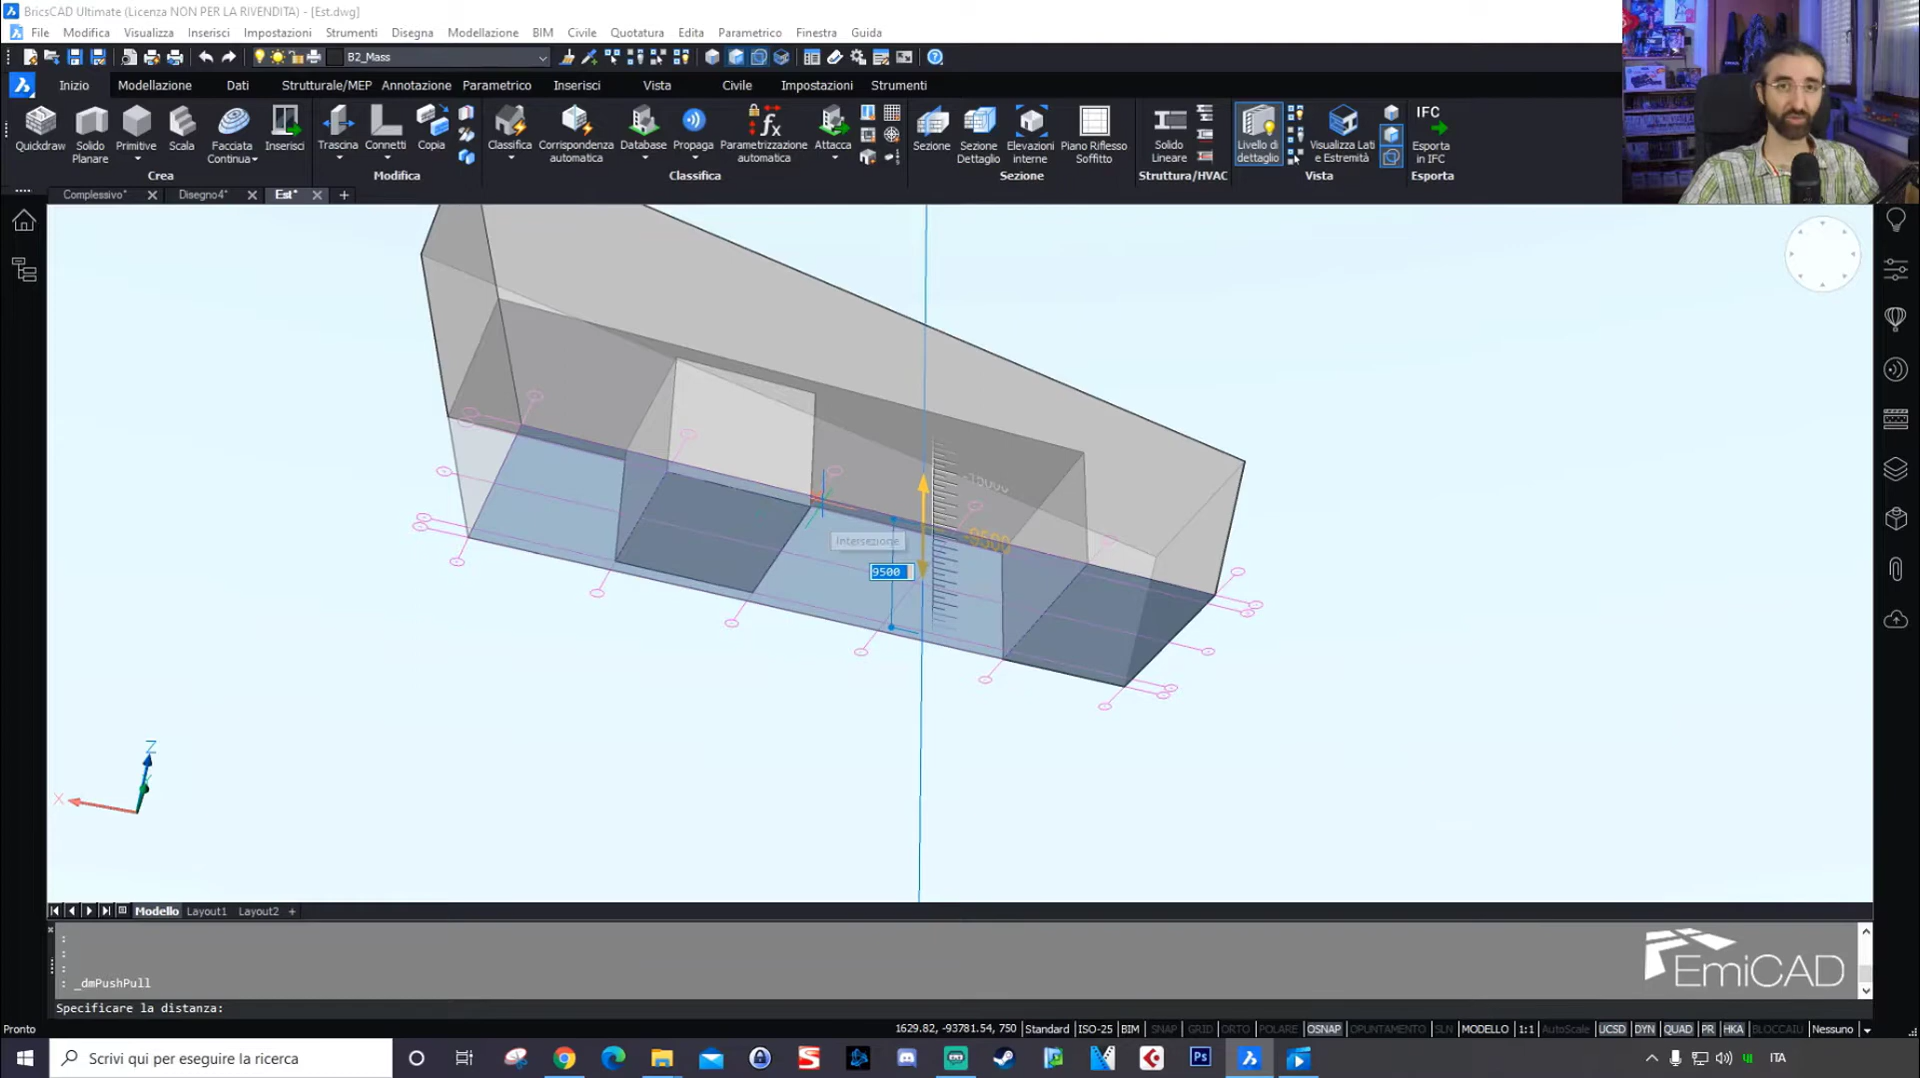 BricsCAD Ultimate (Licenza NON PER LA RIVENDITA) - [Est.dwg]
File Modifica Visualizza Inserisci Impostazioni Strumenti Disegna Modellazione BIM Civile Quotatura Edita Parametrico Finestra Guida
B2_Mass
Inizio Modellazione Dati Strutturale/MEP Annotazione Parametrico Inserisci Vista Civile Impostazioni Strumenti
Quickdraw Solido Planare Primitive Scala Facciata Continua Inserisci Trascina Connetti Copia Classifica Corrispondenza automatica Database Propaga Parametrizzazione automatica Attacca Sezione Sezione Dettaglio Elevazioni interne Piano Riflesso Soffitto Solido Lineare Livello di dettaglio Visualizza Lati e Estremità IFC Esporta in IFC
Crea Modifica Classifica Sezione Struttura/HVAC Vista Esporta
Complessivo* Disegno4* Est*
-10000
-9500
Intersezione
9500
Z
X
Modello Layout1 Layout2 +
:
:
:
: _dmPushPull
EmiCAD
Specificare la distanza:
Pronto 1629.82, -93781.54, 750 Standard ISO-25 BIM SNAP GRID ORTO POLARE OSNAP OPUNTAMENTO SLN MODELLO 1:1 AutoScale UCSD DYN QUAD PR HKA BLOCCAIU Nessuno
Scrivi qui per eseguire la ricerca ITA